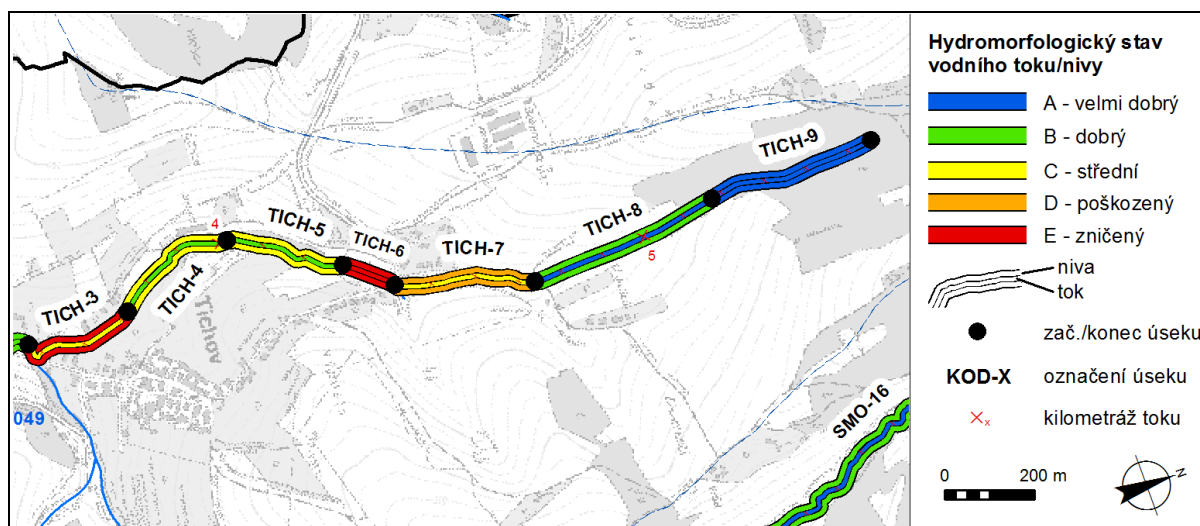 TICH-3
TICH-4
4
TICH-5
TICH-6
TICH-7
TICH-8
5
TICH-9
Tichov
049
SMO-16
Hydromorfologický stav
vodního toku/nivy
A - velmi dobrý
B - dobrý
C - střední
D - poškozený
E - zničený
niva
tok
zač./konec úseku
KOD-X označení úseku
x kilometráž toku
0 200 m
N